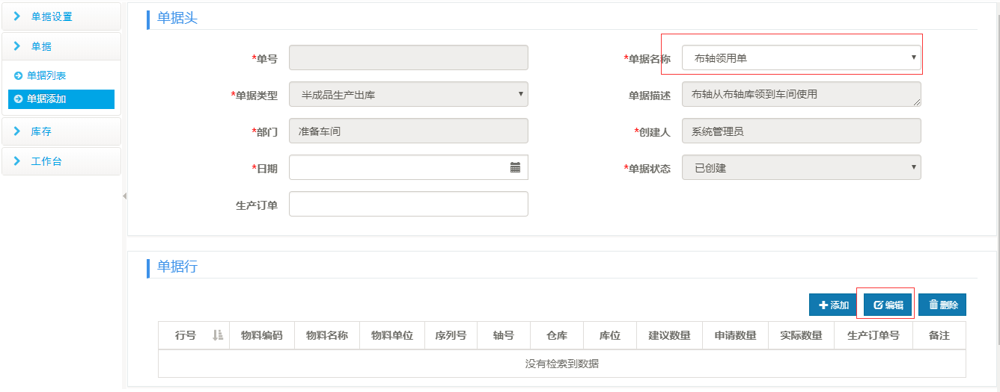 单据设置
单据
单据列表
单据添加
库存
工作台
单据头
*单号
*单据名称 布轴领用单
*单据类型 半成品生产出库
单据描述 布轴从布轴库领到车间使用
*部门 准备车间
*创建人 系统管理员
*日期
*单据状态 已创建
生产订单
单据行
添加 编辑 删除
行号 物料编码 物料名称 物料单位 序列号 轴号 仓库 库位 建议数量 申请数量 实际数量 生产订单号 备注
没有检索到数据